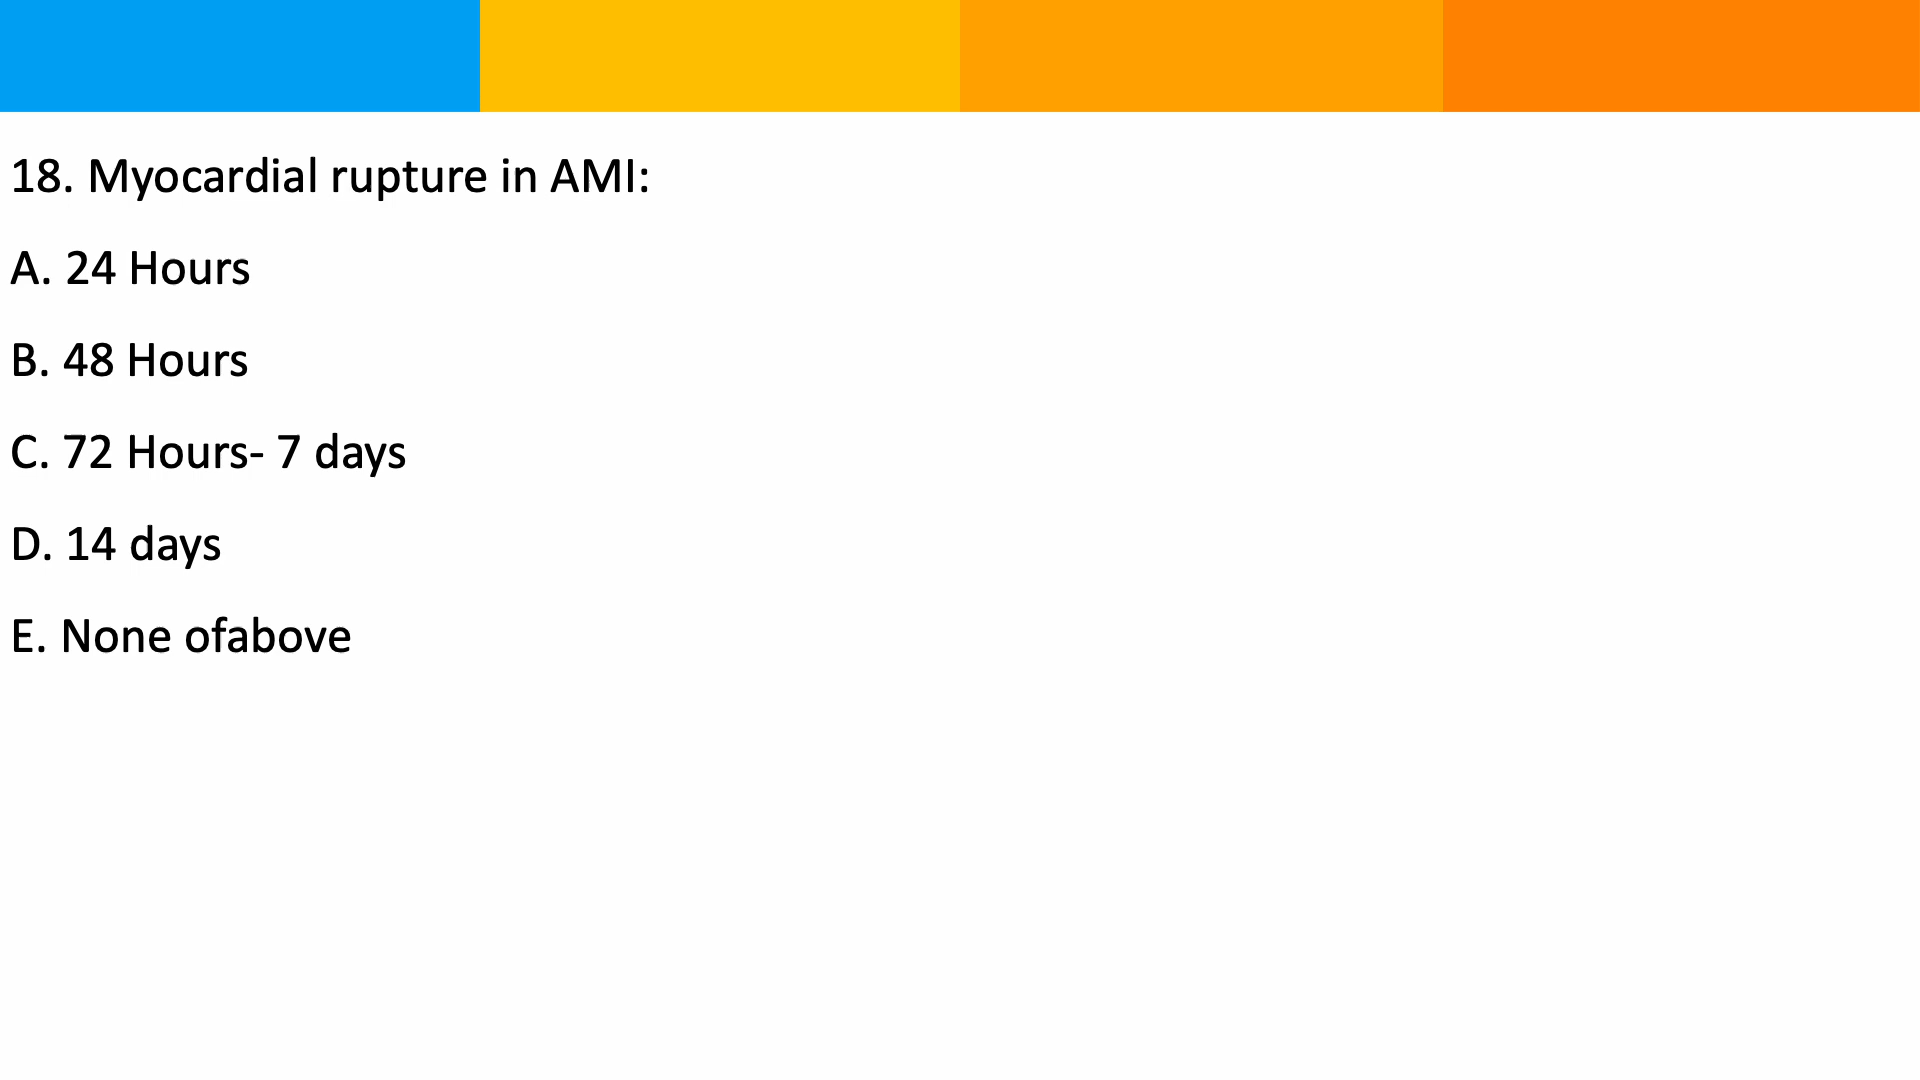 18. Myocardial rupture in AMI:
A. 24 Hours
B. 48 Hours
C. 72 Hours- 7 days
D. 14 days
E. None ofabove